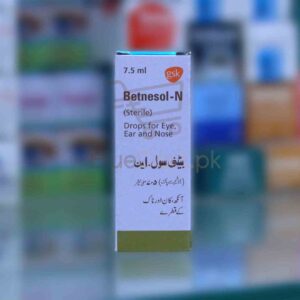 7.5 ml
gsk
Betnesol-N
(Sterile)
Drops for Eye,
Ear and Nose
بیٹنی سول۔این
آنکھ، کان اور ناک
کے قطرے